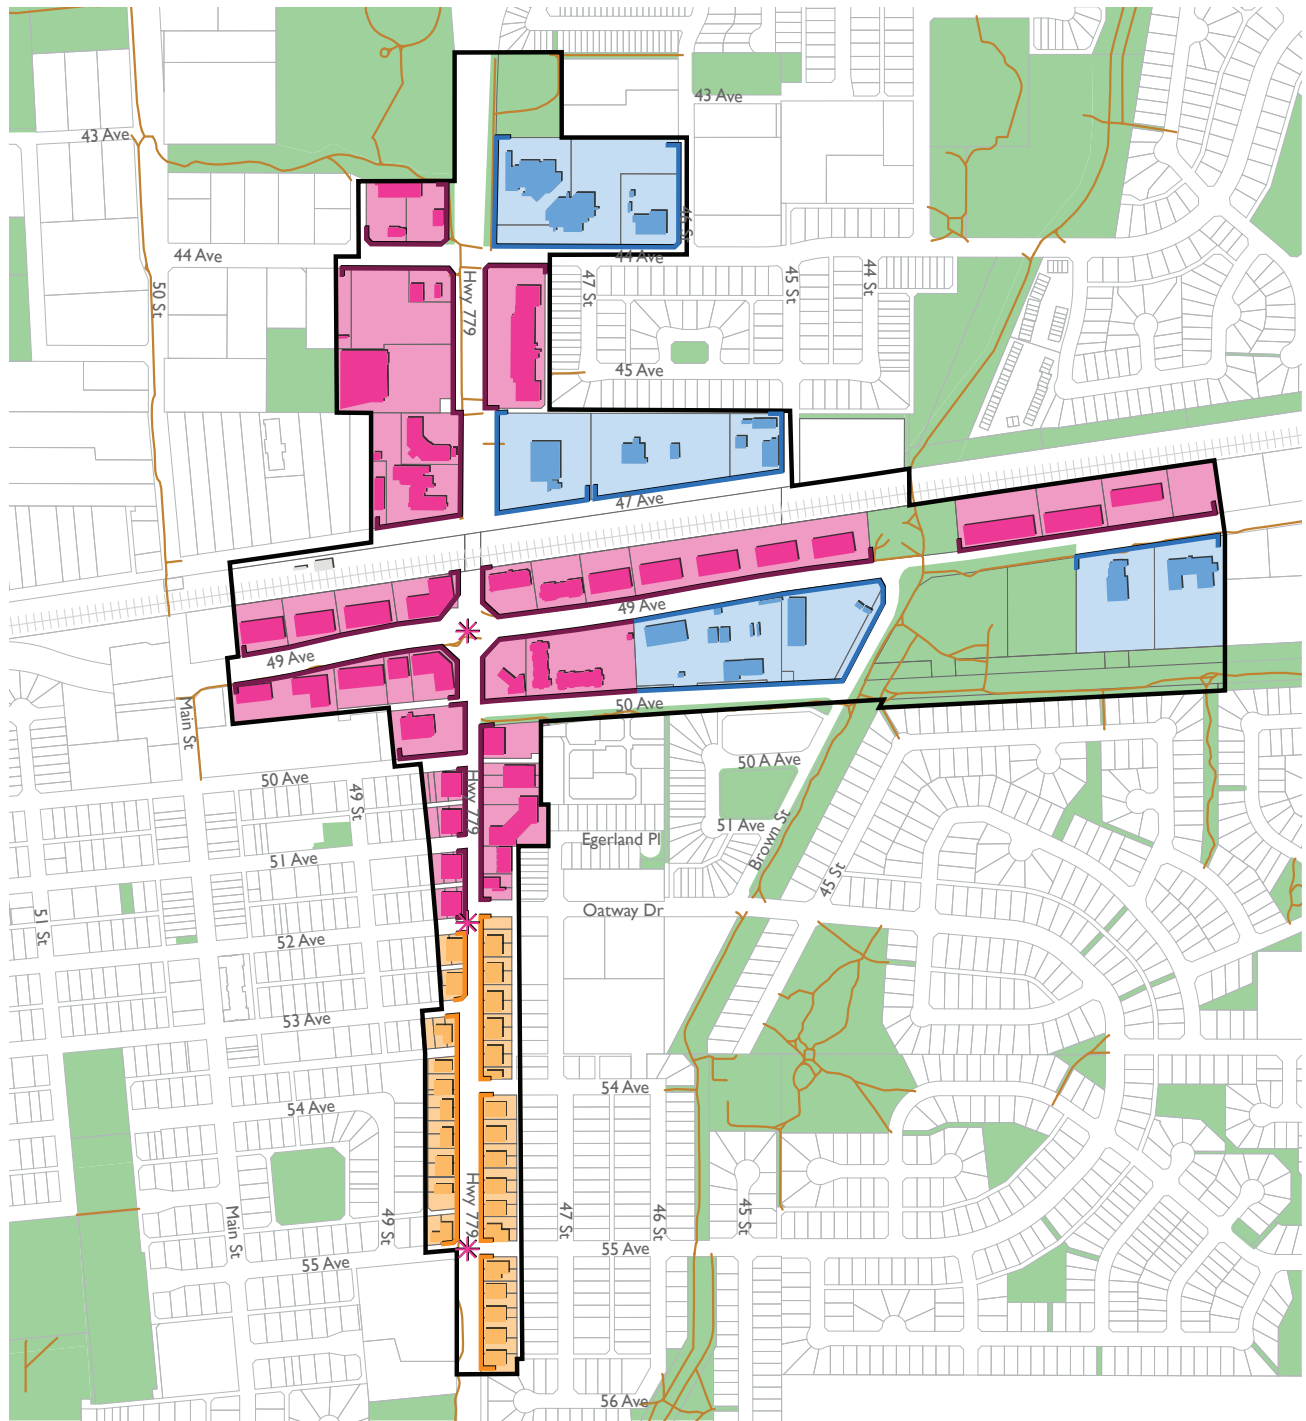 43 Ave
43 Ave
44 Ave
44 Ave
46 St
Hwy 779
50 St
47 St
45 St
44 St
45 Ave
47 Ave
49 Ave
49 Ave
50 Ave
Main St
50 Ave
50 A Ave
49 St
Hwy 779
51 Ave
Egerland Pl
Brown St
51 Ave
45 St
51 St
Oatway Dr
52 Ave
53 Ave
54 Ave
54 Ave
Main St
49 St
Hwy 779
47 St
46 St
45 St
55 Ave
55 Ave
56 Ave